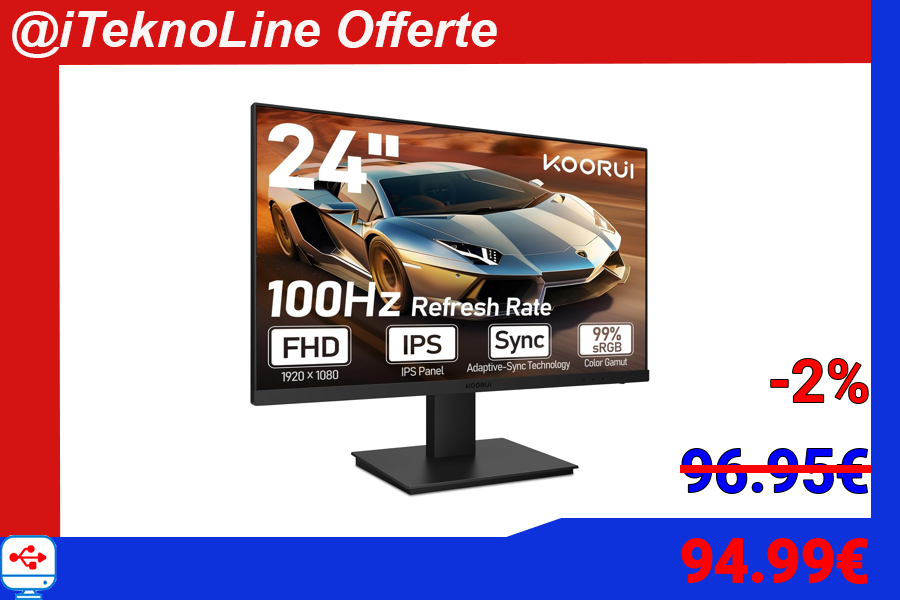 @iTeknoLine Offerte
24"
KOORUI
100Hz Refresh Rate
FHD
1920 x 1080
IPS
IPS Panel
Sync
Adaptive-Sync Technology
99%
sRGB
Color Gamut
KOORUI
-2%
96.95€
94.99€